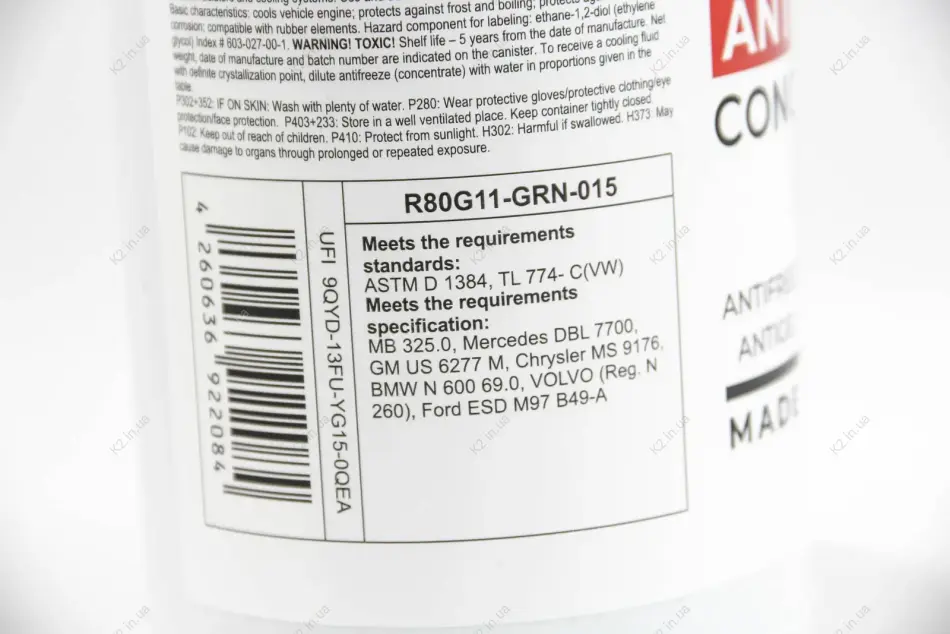 Basic characteristics: cools vehicle engine; protects against frost and boiling; protects
corrosion; compatible with rubber elements. Hazard component for labeling: ethane-1,2-diol (ethylene
glycol) Index # 603-027-00-1. WARNING! TOXIC! Shelf life – 5 years from the date of manufacture. Net
weight, date of manufacture and batch number are indicated on the canister. To receive a cooling fluid
with definite crystallization point, dilute antifreeze (concentrate) with water in proportions given in the
table.
P302+352: IF ON SKIN: Wash with plenty of water. P280: Wear protective gloves/protective clothing/eye
protection/face protection. P403+233: Store in a well ventilated place. Keep container tightly closed.
P102: Keep out of reach of children. P410: Protect from sunlight. H302: Harmful if swallowed. H373: May
cause damage to organs through prolonged or repeated exposure.
4 260636 922084
UFI 9QYD-13FU-YG15-0QEA
R80G11-GRN-015
Meets the requirements
standards:
ASTM D 1384, TL 774- C(VW)
Meets the requirements
specification:
MB 325.0, Mercedes DBL 7700,
GM US 6277 M, Chrysler MS 9176,
BMW N 600 69.0, VOLVO (Reg. N
260), Ford ESD M97 B49-A
AN
CON
ANTIFR
ANTIG
MADE
K2.in.ua